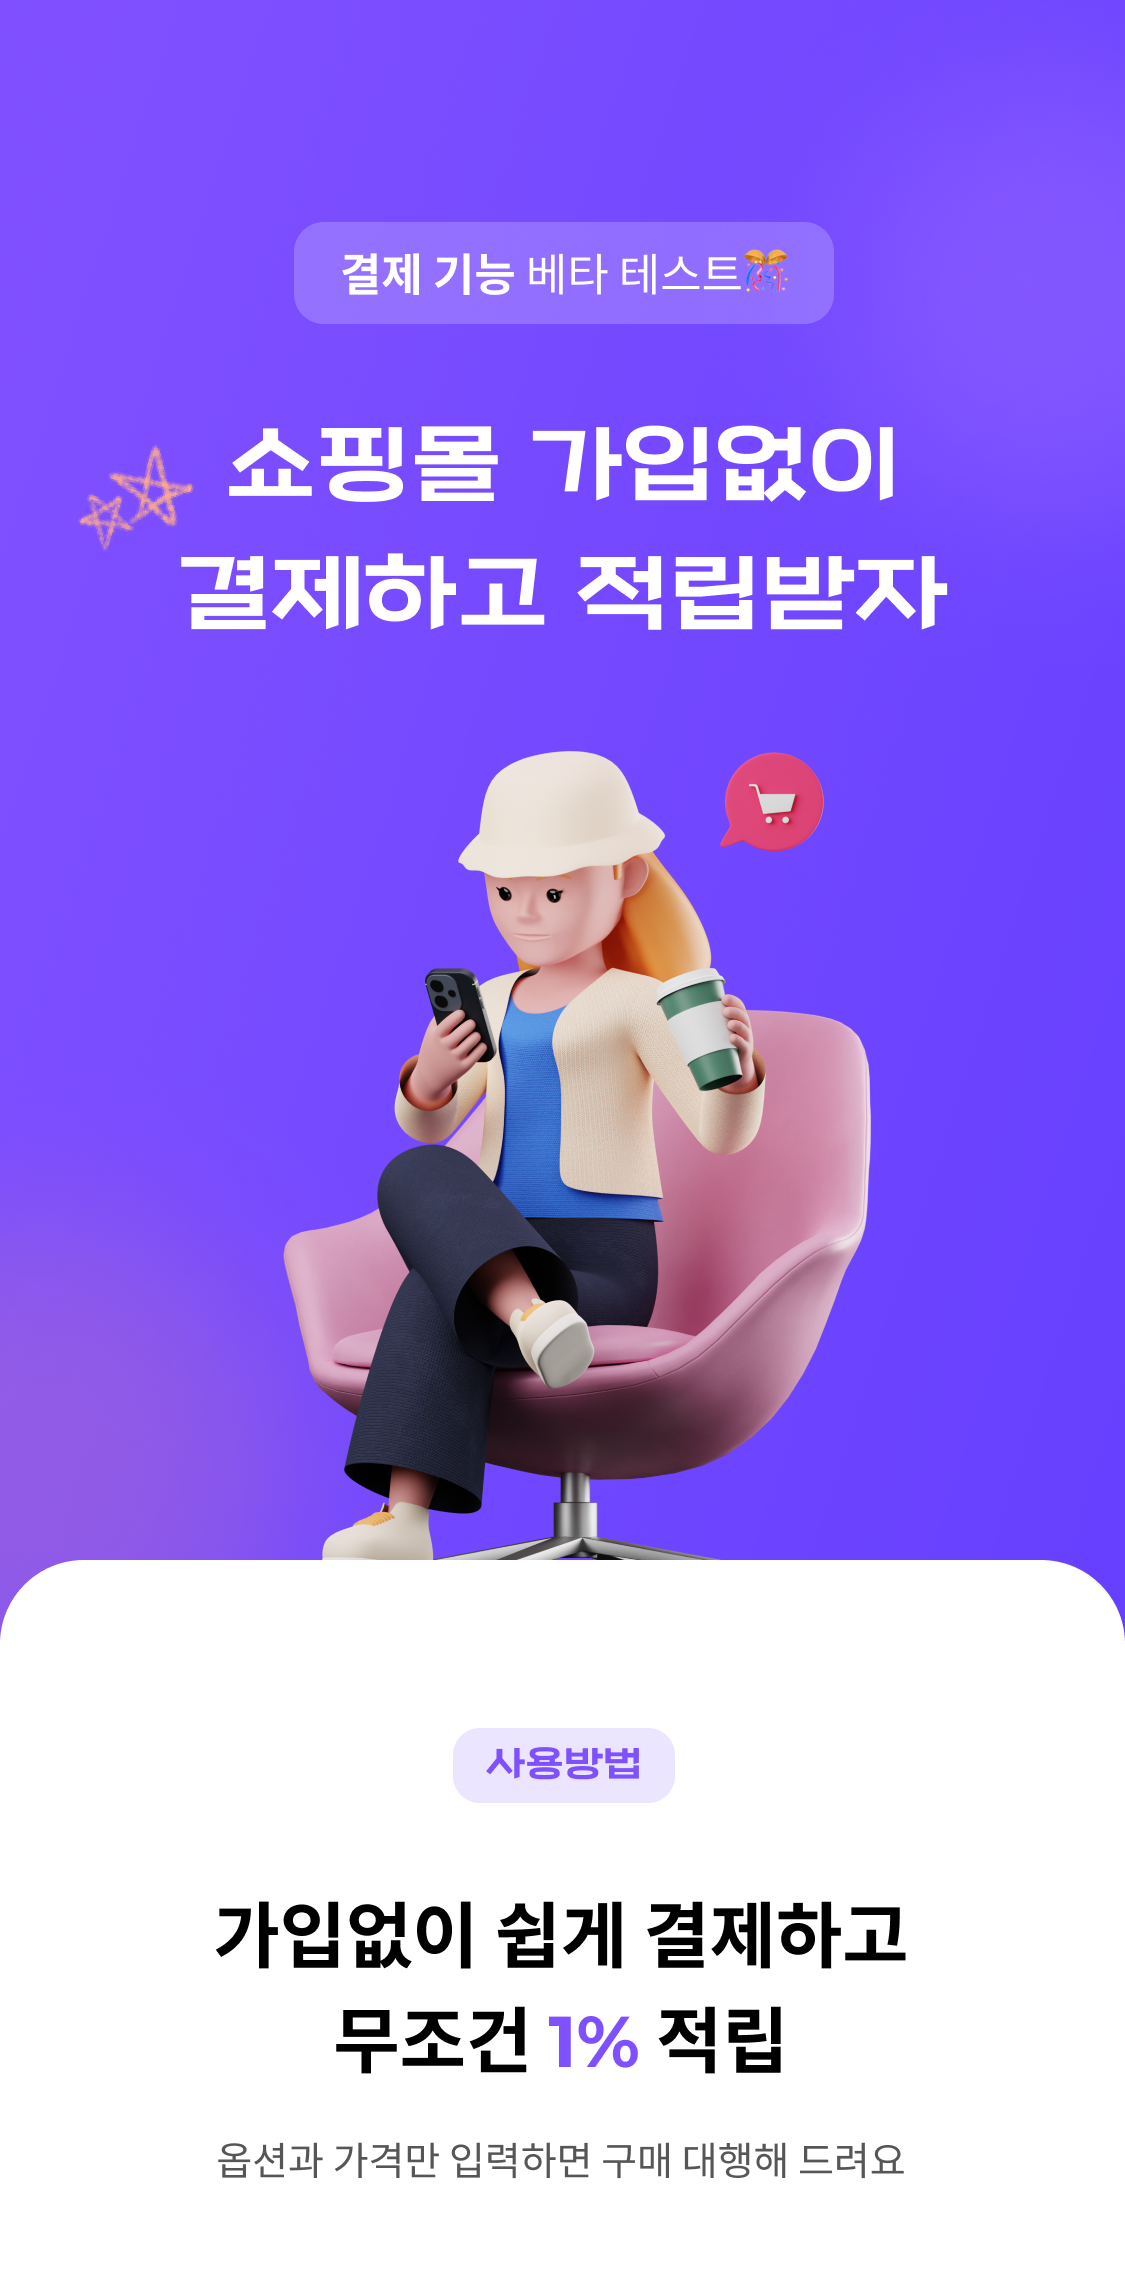 결제 기능 베타 테스트🎊
쇼핑몰 가입없이
결제하고 적립받자
사용방법
가입없이 쉽게 결제하고
무조건 1% 적립
옵션과 가격만 입력하면 구매 대행해 드려요